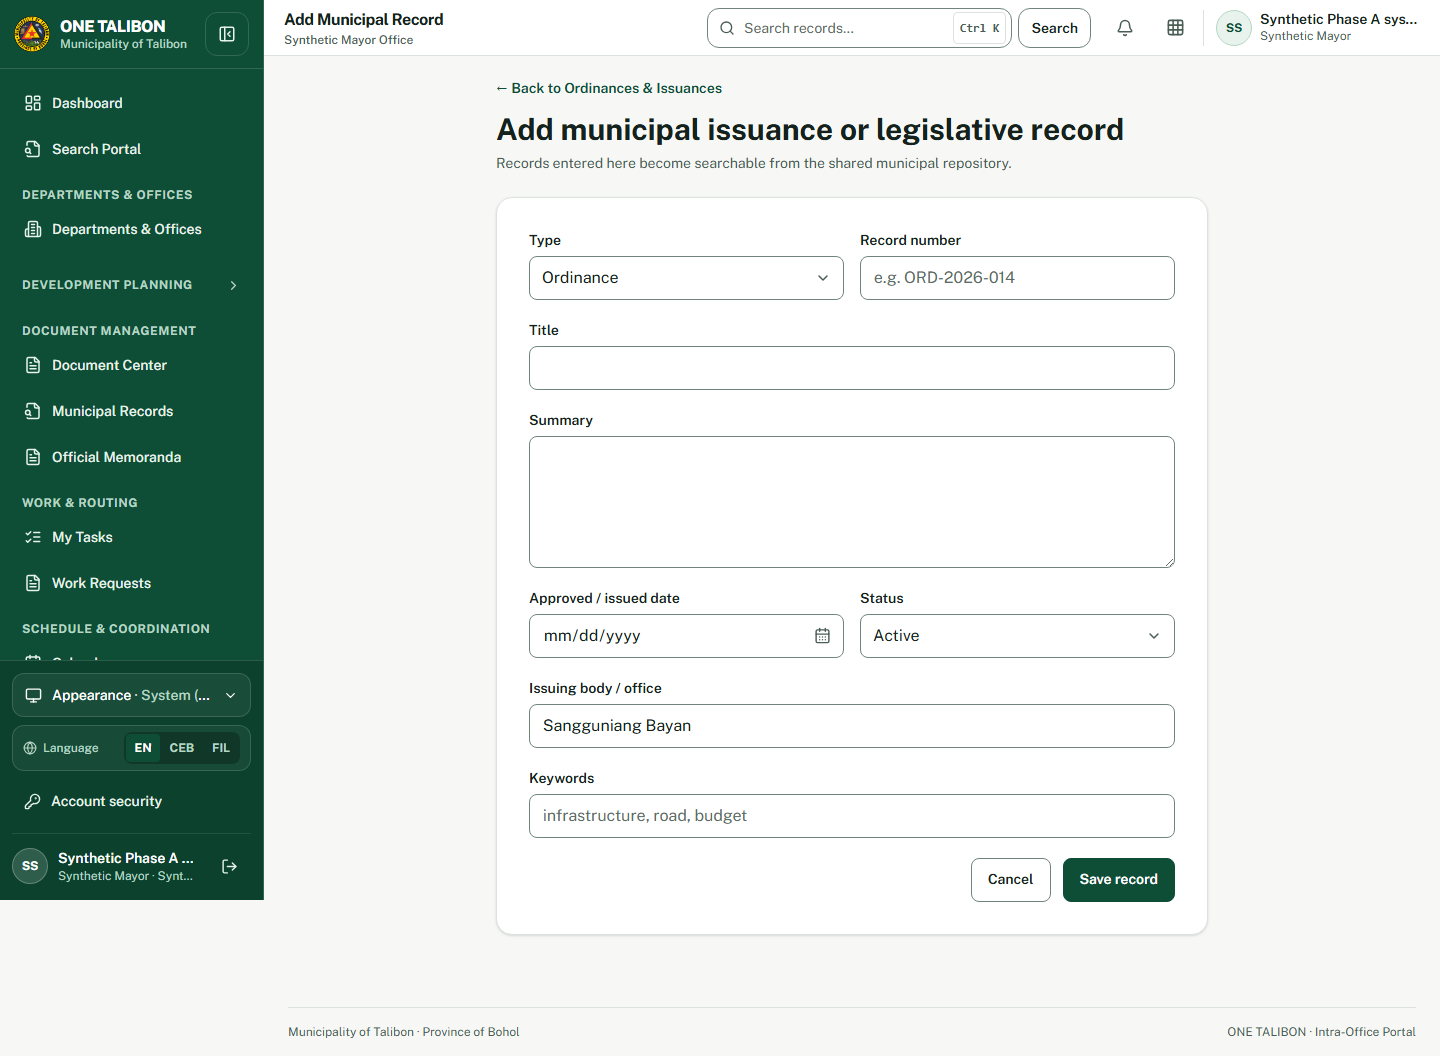 ONE TALIBON
Municipality of Talibon
Dashboard
Search Portal
DEPARTMENTS & OFFICES
Departments & Offices
DEVELOPMENT PLANNING
DOCUMENT MANAGEMENT
Document Center
Municipal Records
Official Memoranda
WORK & ROUTING
My Tasks
Work Requests
SCHEDULE & COORDINATION
Appearance · System (...
Language EN CEB FIL
Account security
SS Synthetic Phase A ...
Synthetic Mayor · Synt...
Add Municipal Record
Synthetic Mayor Office
Search records... Ctrl K Search
SS Synthetic Phase A sys...
Synthetic Mayor
← Back to Ordinances & Issuances
Add municipal issuance or legislative record
Records entered here become searchable from the shared municipal repository.
Type Record number
Ordinance e.g. ORD-2026-014
Title
Summary
Approved / issued date Status
mm/dd/yyyy Active
Issuing body / office
Sangguniang Bayan
Keywords
infrastructure, road, budget
Cancel Save record
Municipality of Talibon · Province of Bohol ONE TALIBON · Intra-Office Portal